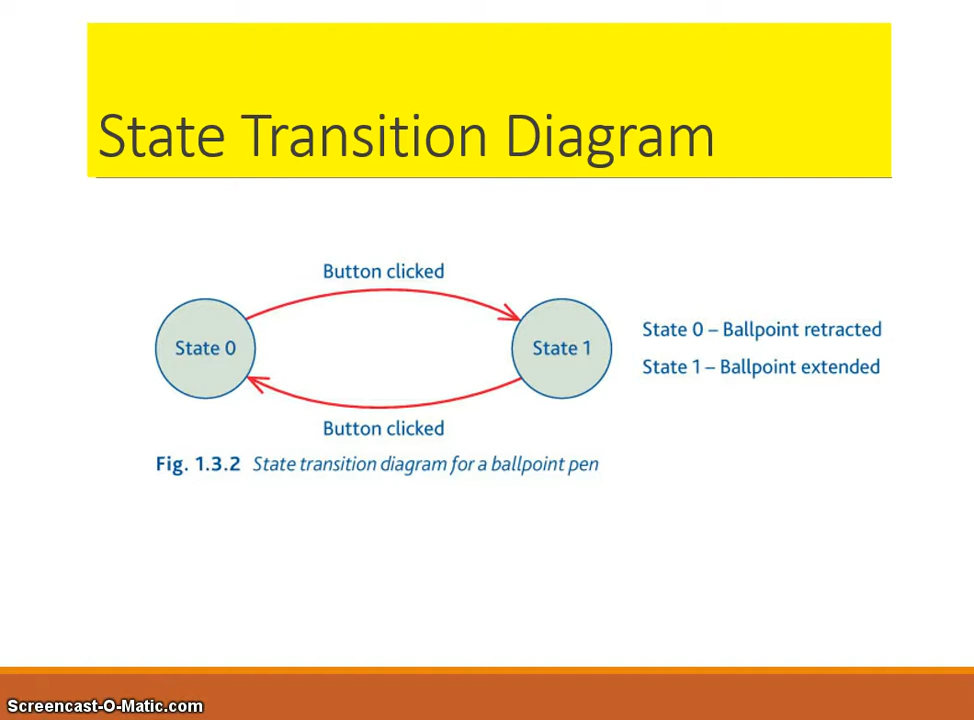 State Transition Diagram
Button clicked
State 0
State 1
State 0 – Ballpoint retracted
State 1 – Ballpoint extended
Button clicked
Fig. 1.3.2 State transition diagram for a ballpoint pen
Screencast-O-Matic.com